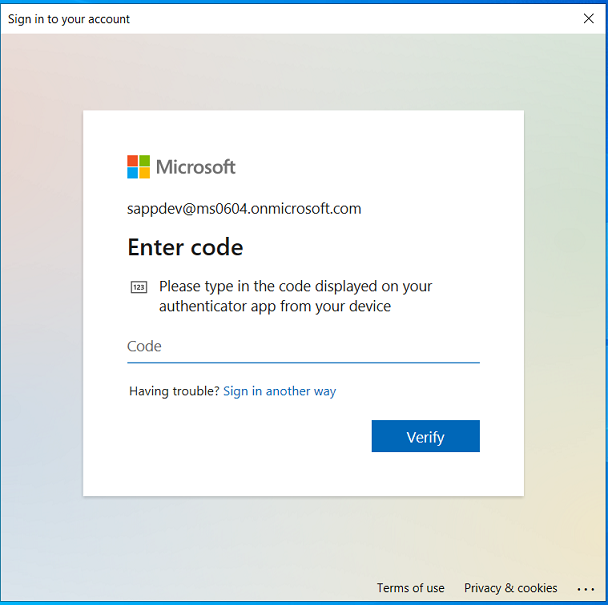 Sign in to your account
Microsoft
sappdev@ms0604.onmicrosoft.com
Enter code
123
Please type in the code displayed on your
authenticator app from your device
Code
Having trouble? Sign in another way
Verify
Terms of use Privacy & cookies ...